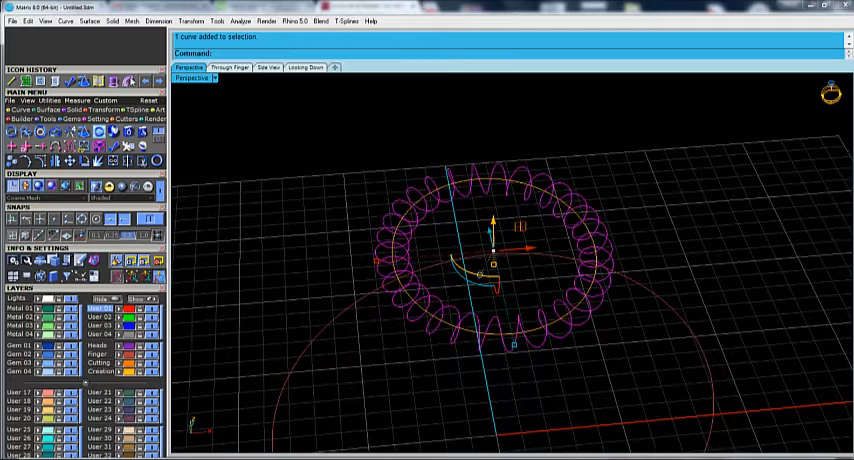 Matrix 8.0 (64-bit) - Untitled.3dm
File Edit View Curve Surface Solid Mesh Dimension Transform Tools Analyze Render Rhino 5.0 Blend T-Splines Help
1 curve added to selection.
Command:
ICON HISTORY
MAIN MENU
File View Utilities Measure Custom Reset
Curve Surface Solid Transform TSpline Art
Builder Tools Gems Setting Cutters Render
DISPLAY
Coarse Mesh
SNAPS
INFO & SETTINGS
LAYERS
Lights Hide Show
Metal 01 User 01
Metal 02 User 02
Metal 03 User 03
Metal 04 User 04
Gem 01 Heads
Gem 02 Finger
Gem 03 Cutting
Gem 04 Creation
User 17 User 21
User 18 User 22
User 19 User 23
User 20 User 24
User 25 User 29
User 26 User 30
User 27 User 31
User 28 User 32
Perspective Through Finger Side View Looking Down
Perspective